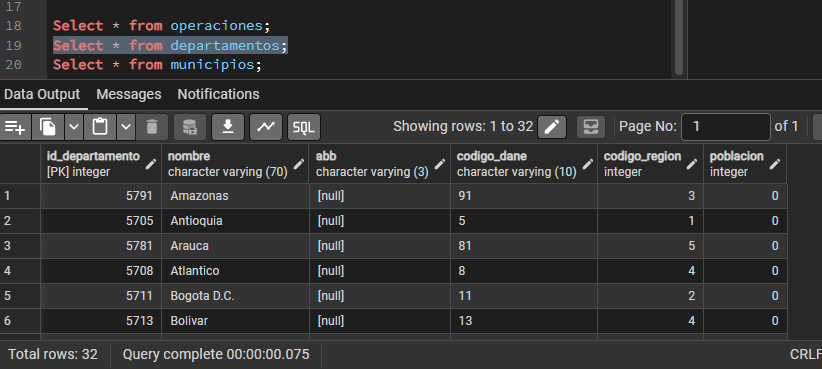 17
18 Select * from operaciones;
19 Select * from departamentos;
20 Select * from municipios;
Data Output Messages Notifications
SQL Showing rows: 1 to 32 Page No: 1 of 1
id_departamento nombre abb codigo_dane codigo_region poblacion
[PK] integer character varying (70) character varying (3) character varying (10) integer integer
1 5791 Amazonas [null] 91 3 0
2 5705 Antioquia [null] 5 1 0
3 5781 Arauca [null] 81 5 0
4 5708 Atlantico [null] 8 4 0
5 5711 Bogota D.C. [null] 11 2 0
6 5713 Bolivar [null] 13 4 0
Total rows: 32 Query complete 00:00:00.075 CRLF